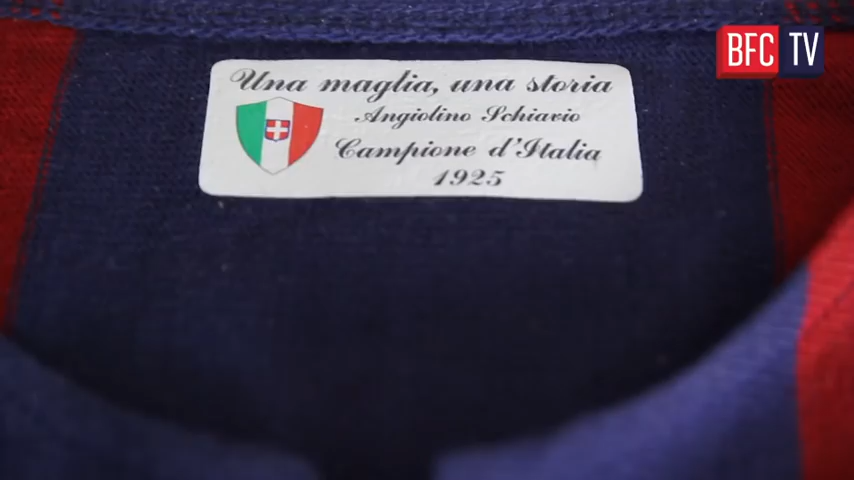 BFC TV
Una maglia, una storia
Angiolino Schiavio
Campione d'Italia
1925